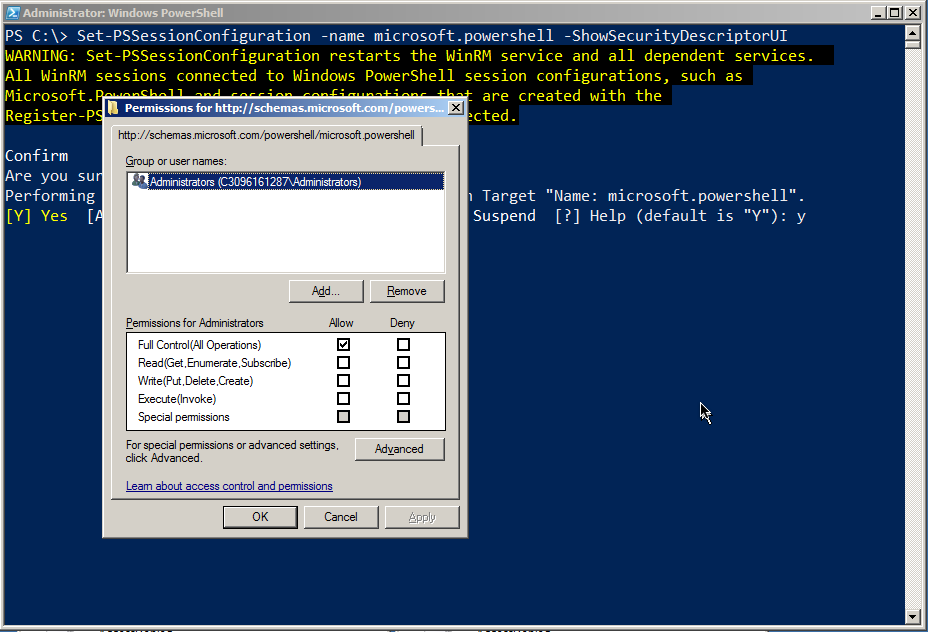 Administrator: Windows PowerShell
PS C:\> Set-PSSessionConfiguration -name microsoft.powershell -ShowSecurityDescriptorUI
WARNING: Set-PSSessionConfiguration restarts the WinRM service and all dependent services.
All WinRM sessions connected to Windows PowerShell session configurations, such as
Microsoft.PowerShell and session configurations that are created with the
Register-PS ected.
Confirm
Are you sur
Performing n Target "Name: microsoft.powershell".
[Y] Yes [A Suspend [?] Help (default is "Y"): y
Permissions for http://schemas.microsoft.com/powers...
http://schemas.microsoft.com/powershell/microsoft.powershell
Group or user names:
Administrators (C3096161287\Administrators)
Add... Remove
Permissions for Administrators Allow Deny
Full Control(All Operations)
Read(Get,Enumerate,Subscribe)
Write(Put,Delete,Create)
Execute(Invoke)
Special permissions
For special permissions or advanced settings,
click Advanced.
Advanced
Learn about access control and permissions
OK Cancel Apply